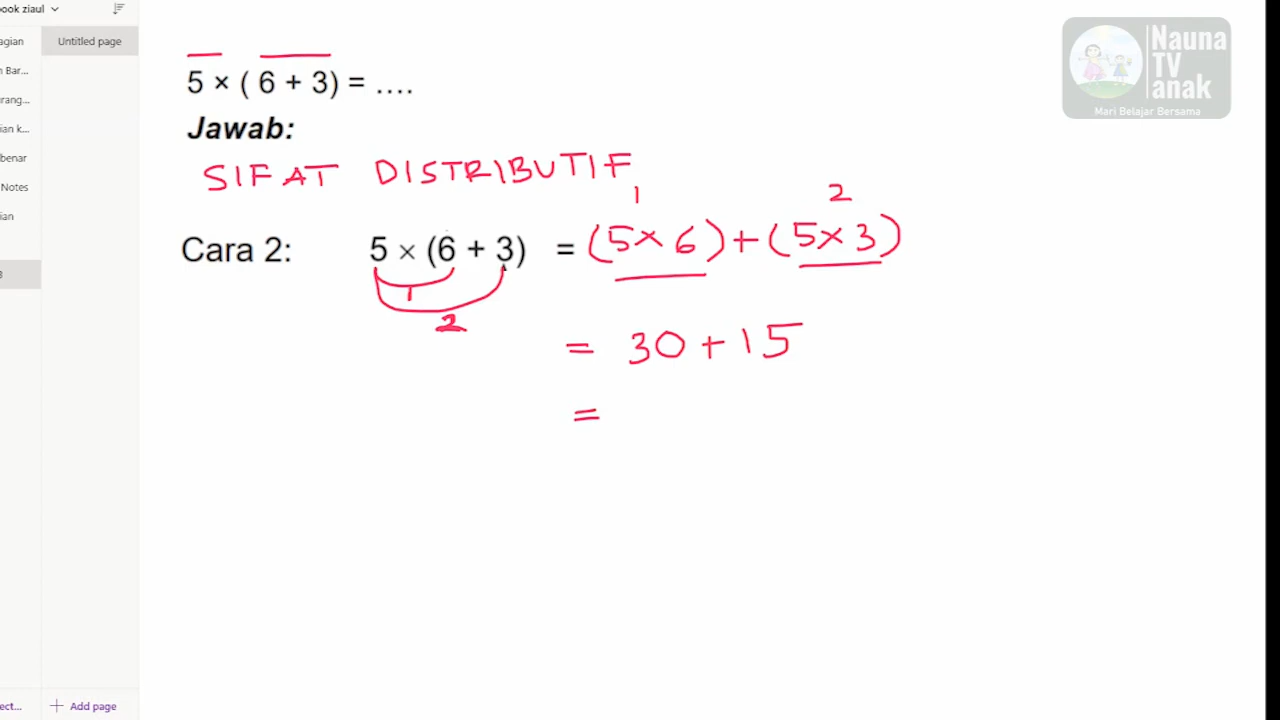 ook ziaul
agian
Bar...
rang...
ian k...
benar
Notes
ian
3
ect...
Untitled page
Add page
5 × ( 6 + 3) = ....
Jawab:
SIFAT DISTRIBUTIF
1 2
Cara 2: 5 × (6 + 3) = (5×6)+(5×3)
1
2
= 30+15
=
Nauna
TV
anak
Mari Belajar Bersama